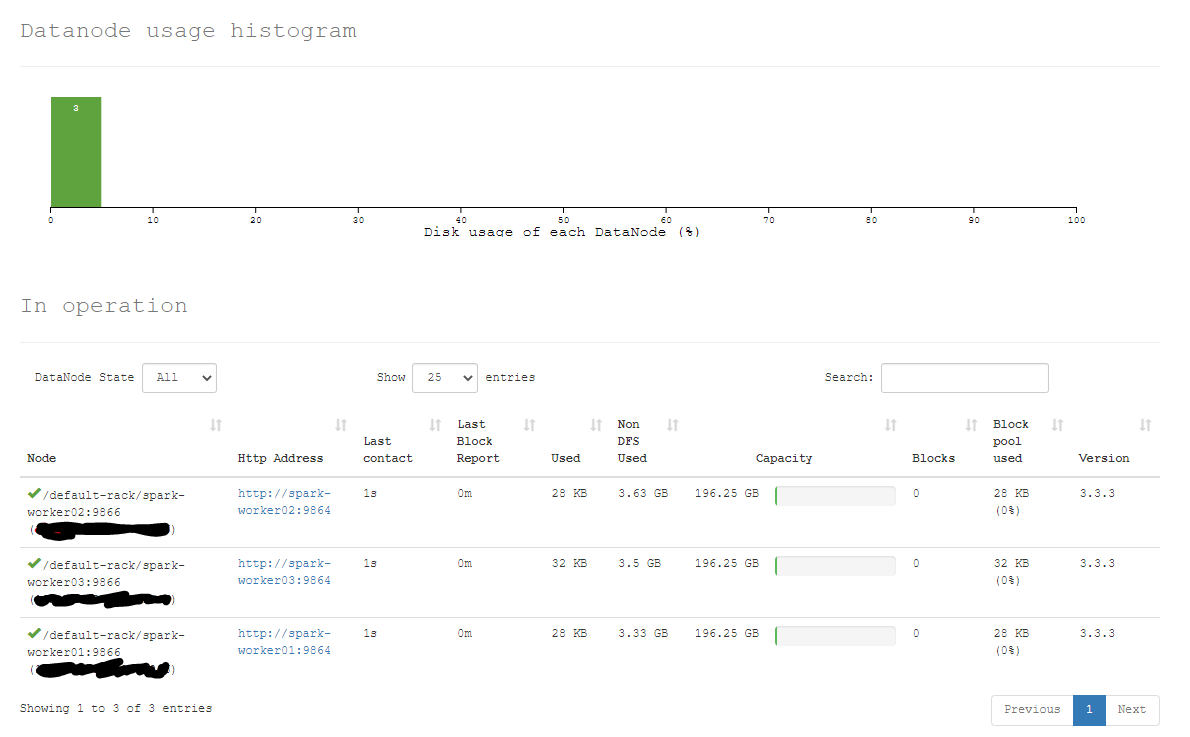 Datanode usage histogram
3
0 10 20 30 40 50 60 70 80 90 100
Disk usage of each DataNode (%)
In operation
DataNode State All Show 25 entries Search:
Node Http Address Last contact Last Block Report Used Non DFS Used Capacity Blocks Block pool used Version
/default-rack/spark-worker02:9866 http://spark-worker02:9864 1s 0m 28 KB 3.63 GB 196.25 GB 0 28 KB (0%) 3.3.3
/default-rack/spark-worker03:9866 http://spark-worker03:9864 1s 0m 32 KB 3.5 GB 196.25 GB 0 32 KB (0%) 3.3.3
/default-rack/spark-worker01:9866 http://spark-worker01:9864 1s 0m 28 KB 3.33 GB 196.25 GB 0 28 KB (0%) 3.3.3
Showing 1 to 3 of 3 entries Previous 1 Next